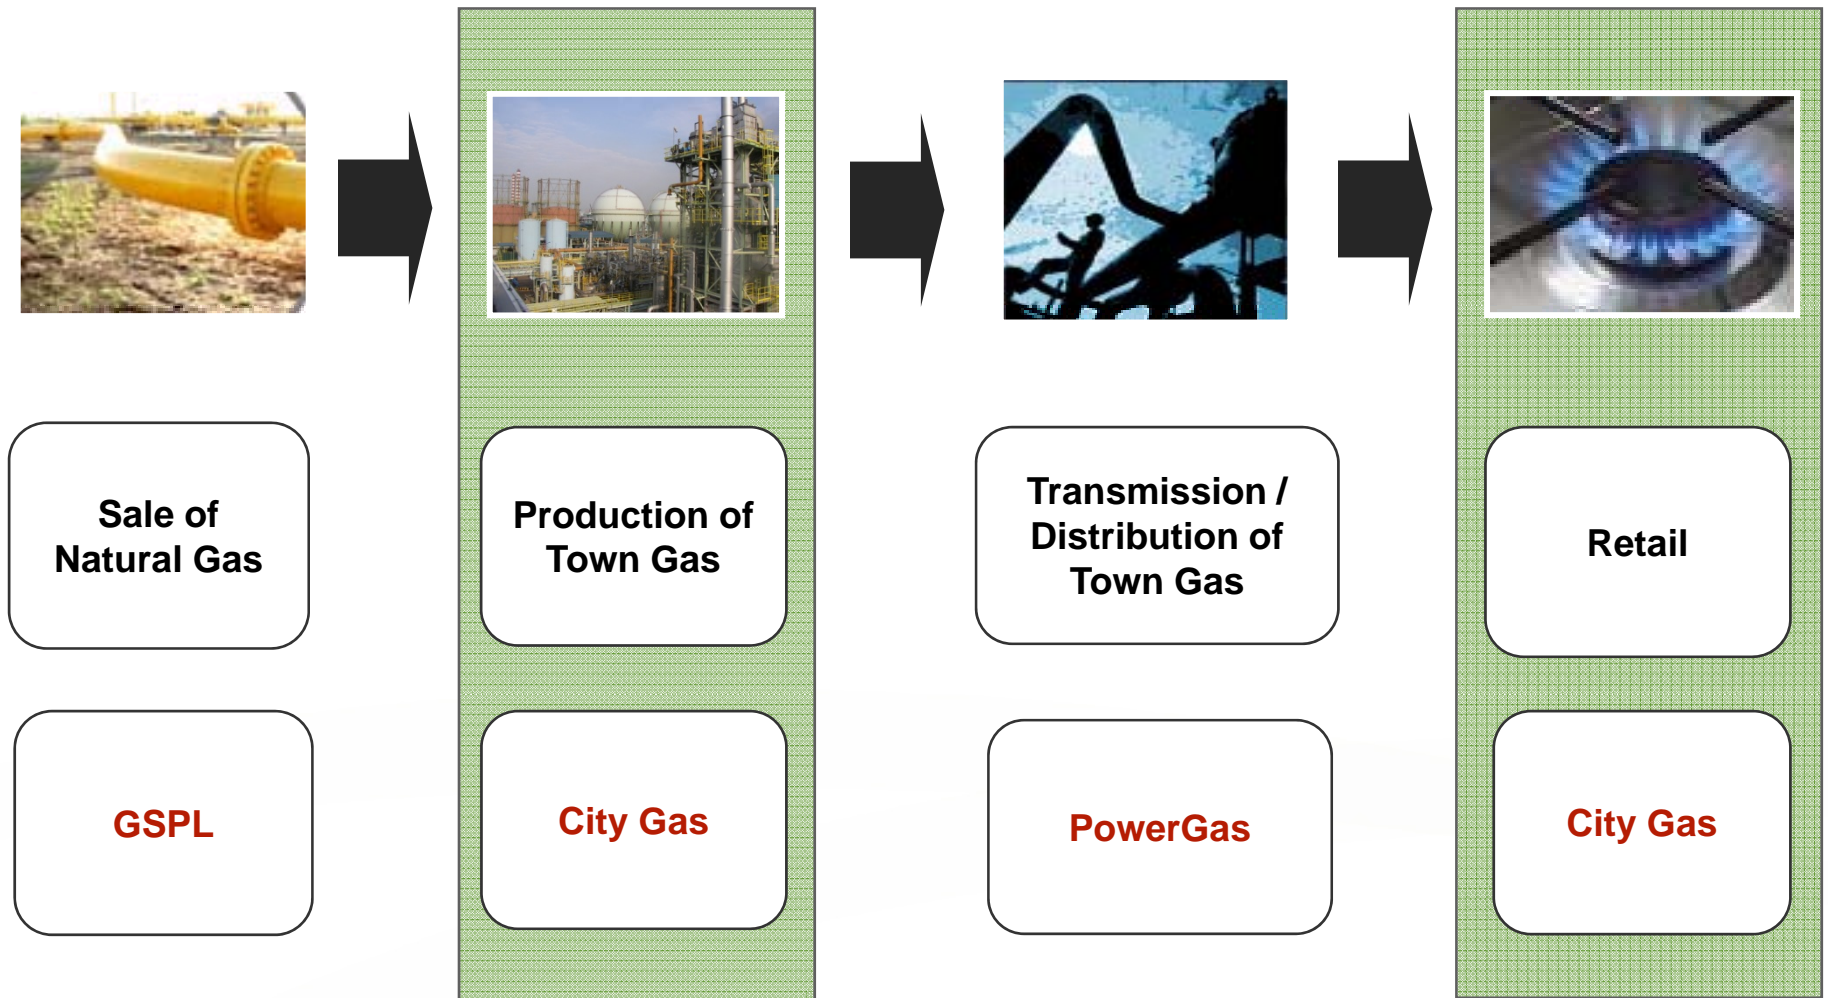 Sale of
Natural Gas
Production of
Town Gas
Transmission /
Distribution of
Town Gas
Retail
GSPL
City Gas
PowerGas
City Gas